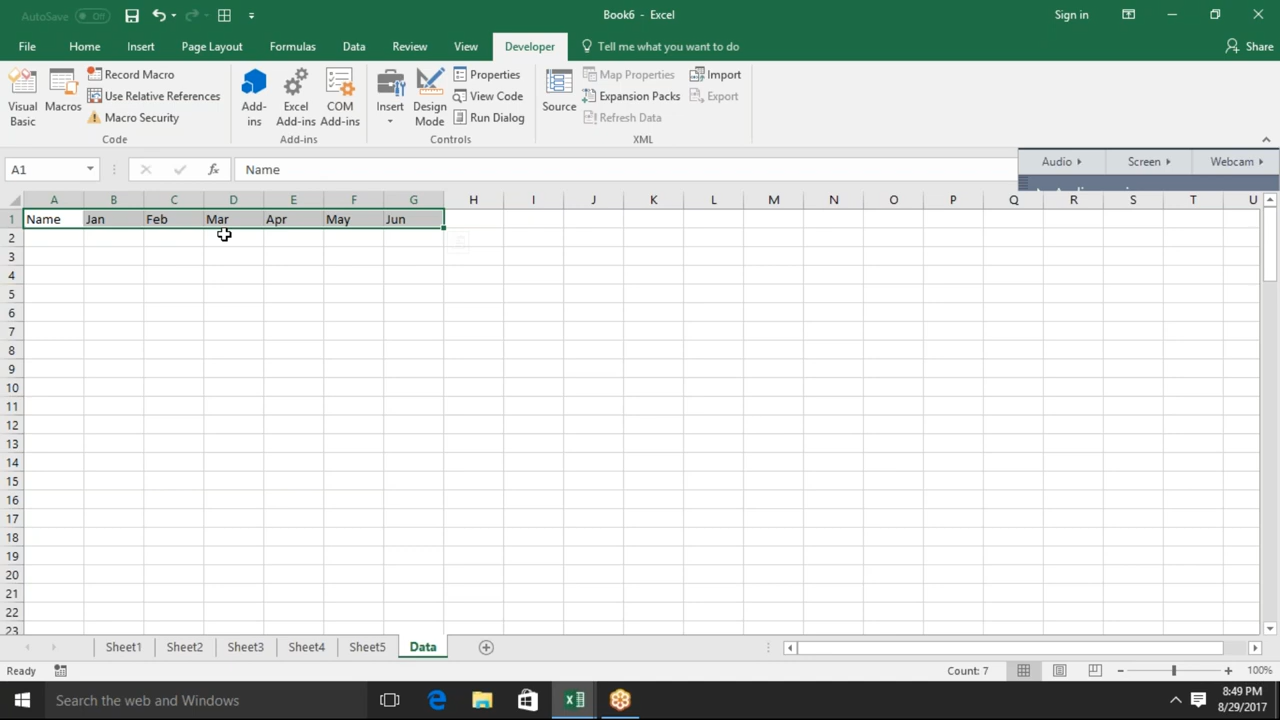 AutoSave Off
Book6 - Excel
Sign in
File Home Insert Formulas Page Layout Data Review View Developer Tell me what you want to do Share
Visual Basic
Macros
Record Macro
Use Relative References
Macro Security
Code
Add-ins
Excel Add-ins
COM Add-ins
Add-ins
Insert
Design Mode
Properties
View Code
Run Dialog
Controls
Source
Map Properties
Expansion Packs
Refresh Data
Import
Export
XML
A1
fx
Name
Audio Screen Webcam
A B C D E F G H I J K L M N O P Q R S T U
1 Name Jan Feb Mar Apr May Jun
2
3
4
5
6
7
8
9
10
11
12
13
14
15
16
17
18
19
20
21
22
23
Sheet1 Sheet2 Sheet3 Sheet4 Sheet5 Data
Ready
Count: 7
100%
Search the web and Windows
8:49 PM
8/29/2017